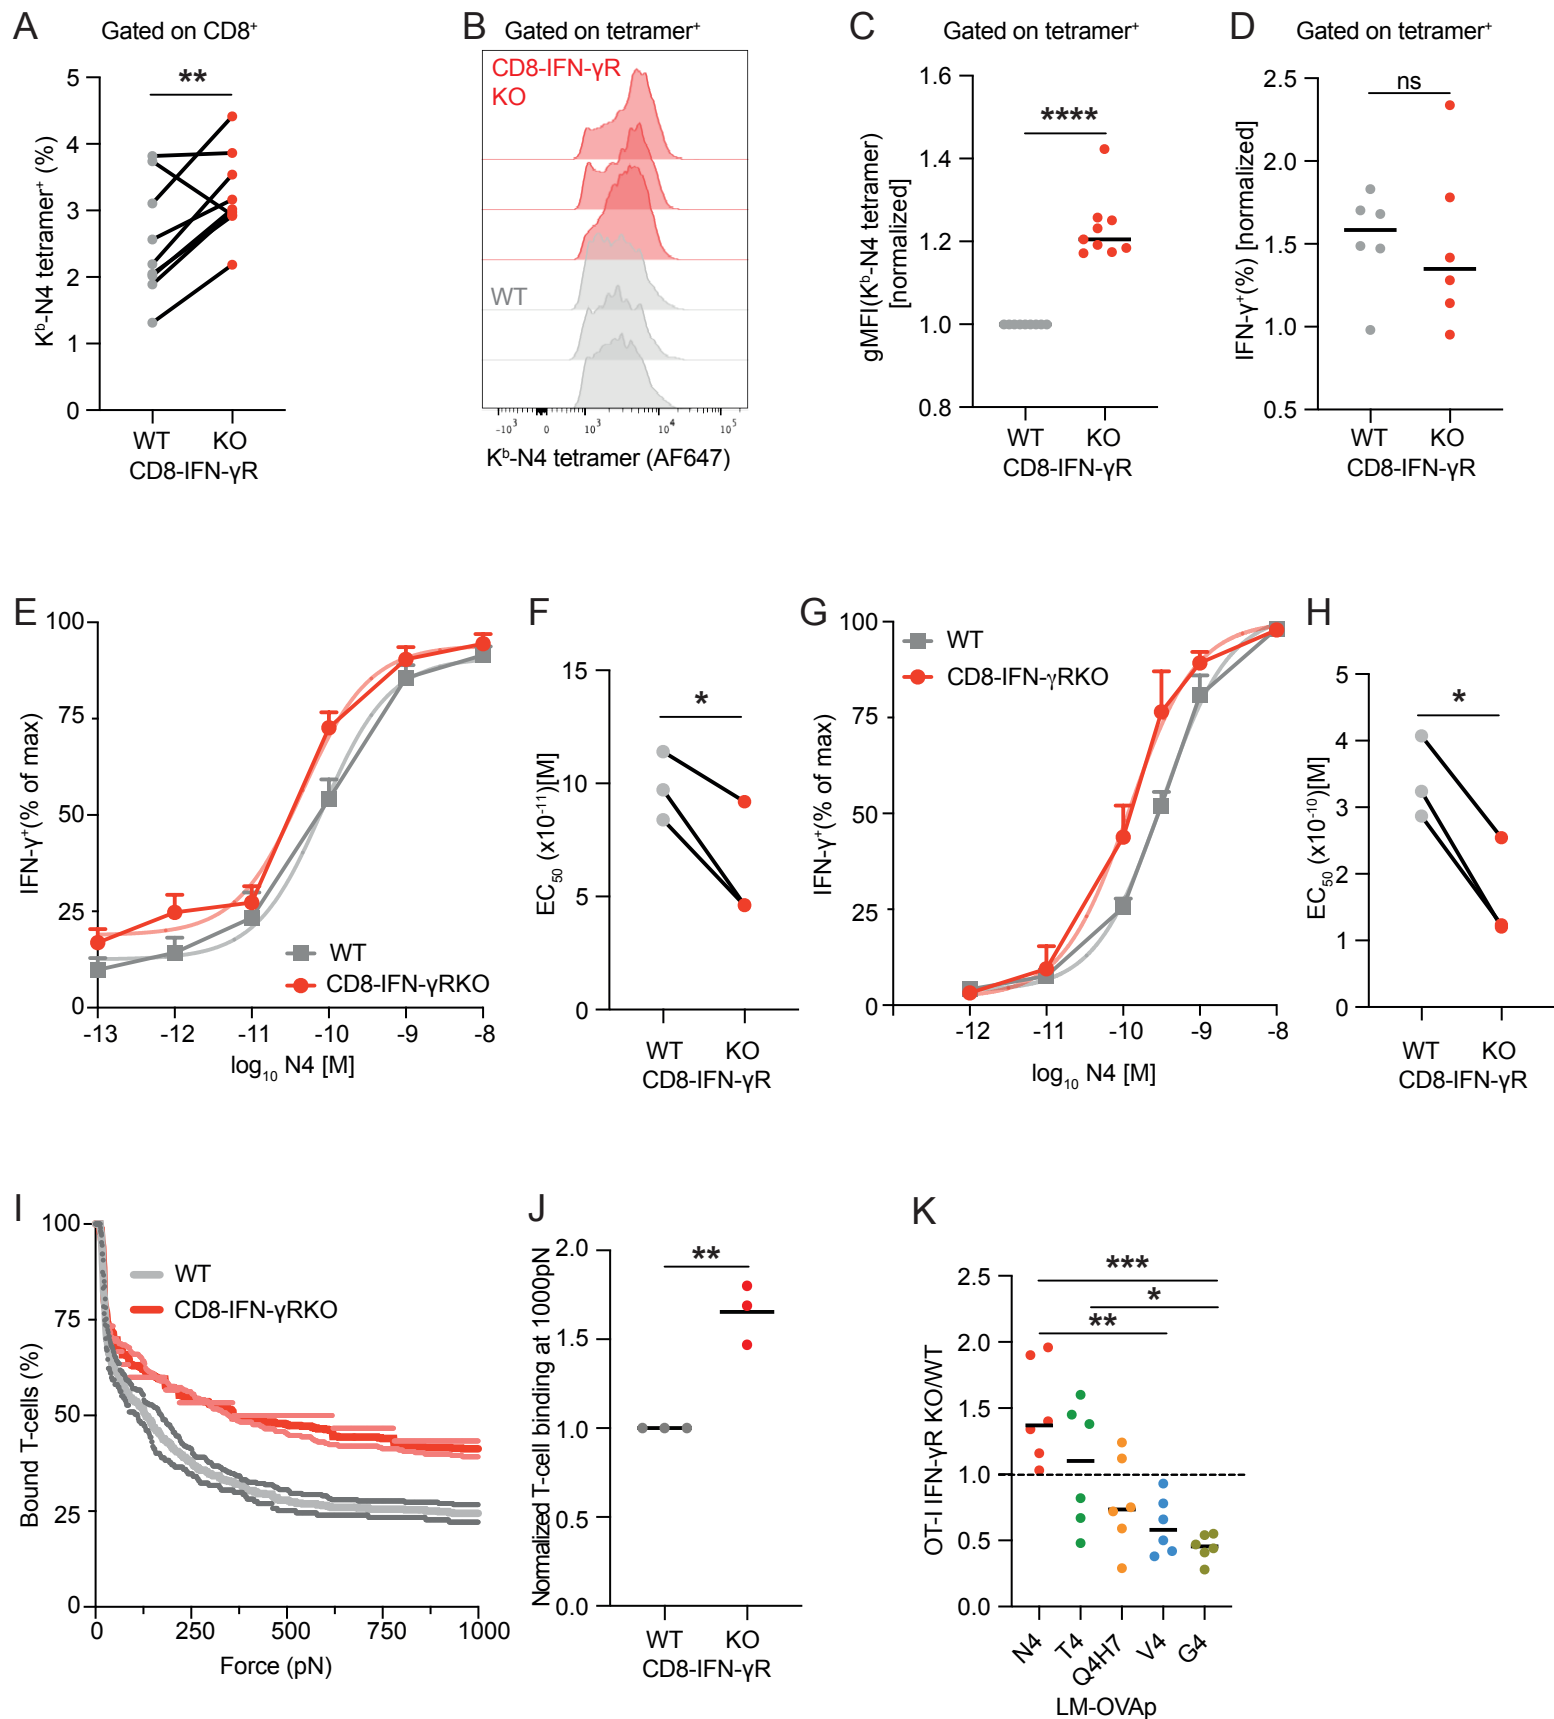 A
Gated on CD8⁺
**
5
4
3
2
1
0
Kᵇ-N4 tetramer⁺ (%)
WT KO
CD8-IFN-γR
B
Gated on tetramer⁺
CD8-IFN-γR
KO
WT
-10³ 0 10³ 10⁴ 10⁵
Kᵇ-N4 tetramer (AF647)
C
Gated on tetramer⁺
****
1.6
1.4
1.2
1.0
0.8
gMFI(Kᵇ-N4 tetramer)
[normalized]
WT KO
CD8-IFN-γR
D
Gated on tetramer⁺
ns
2.5
2.0
1.5
1.0
0.5
IFN-γ⁺(%) [normalized]
WT KO
CD8-IFN-γR
E
100
75
50
25
0
IFN-γ⁺(% of max)
WT
CD8-IFN-γRKO
-13 -12 -11 -10 -9 -8
log₁₀ N4 [M]
F
*
15
10
5
0
EC₅₀ (x10⁻¹¹)[M]
WT KO
CD8-IFN-γR
G
100
75
50
25
0
IFN-γ⁺(% of max)
WT
CD8-IFN-γRKO
-12 -11 -10 -9 -8
log₁₀ N4 [M]
H
*
5
4
3
2
1
0
EC₅₀ (x10⁻¹⁰)[M]
WT KO
CD8-IFN-γR
I
100
75
50
25
0
Bound T-cells (%)
WT
CD8-IFN-γRKO
0 250 500 750 1000
Force (pN)
J
**
2.0
1.5
1.0
0.5
0.0
Normalized T-cell binding at 1000pN
WT KO
CD8-IFN-γR
K
***
*
**
2.5
2.0
1.5
1.0
0.5
0.0
OT-I IFN-γR KO/WT
N4 T4 Q4H7 V4 G4
LM-OVAp